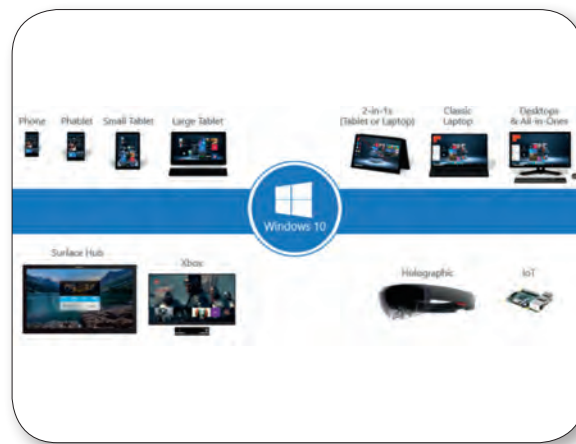 Phone
Phablet
Small Tablet
Large Tablet
2-in-1s
(Tablet or Laptop)
Classic
Laptop
Desktops
& All-in-Ones
Windows 10
Surface Hub
Xbox
Holographic
IoT